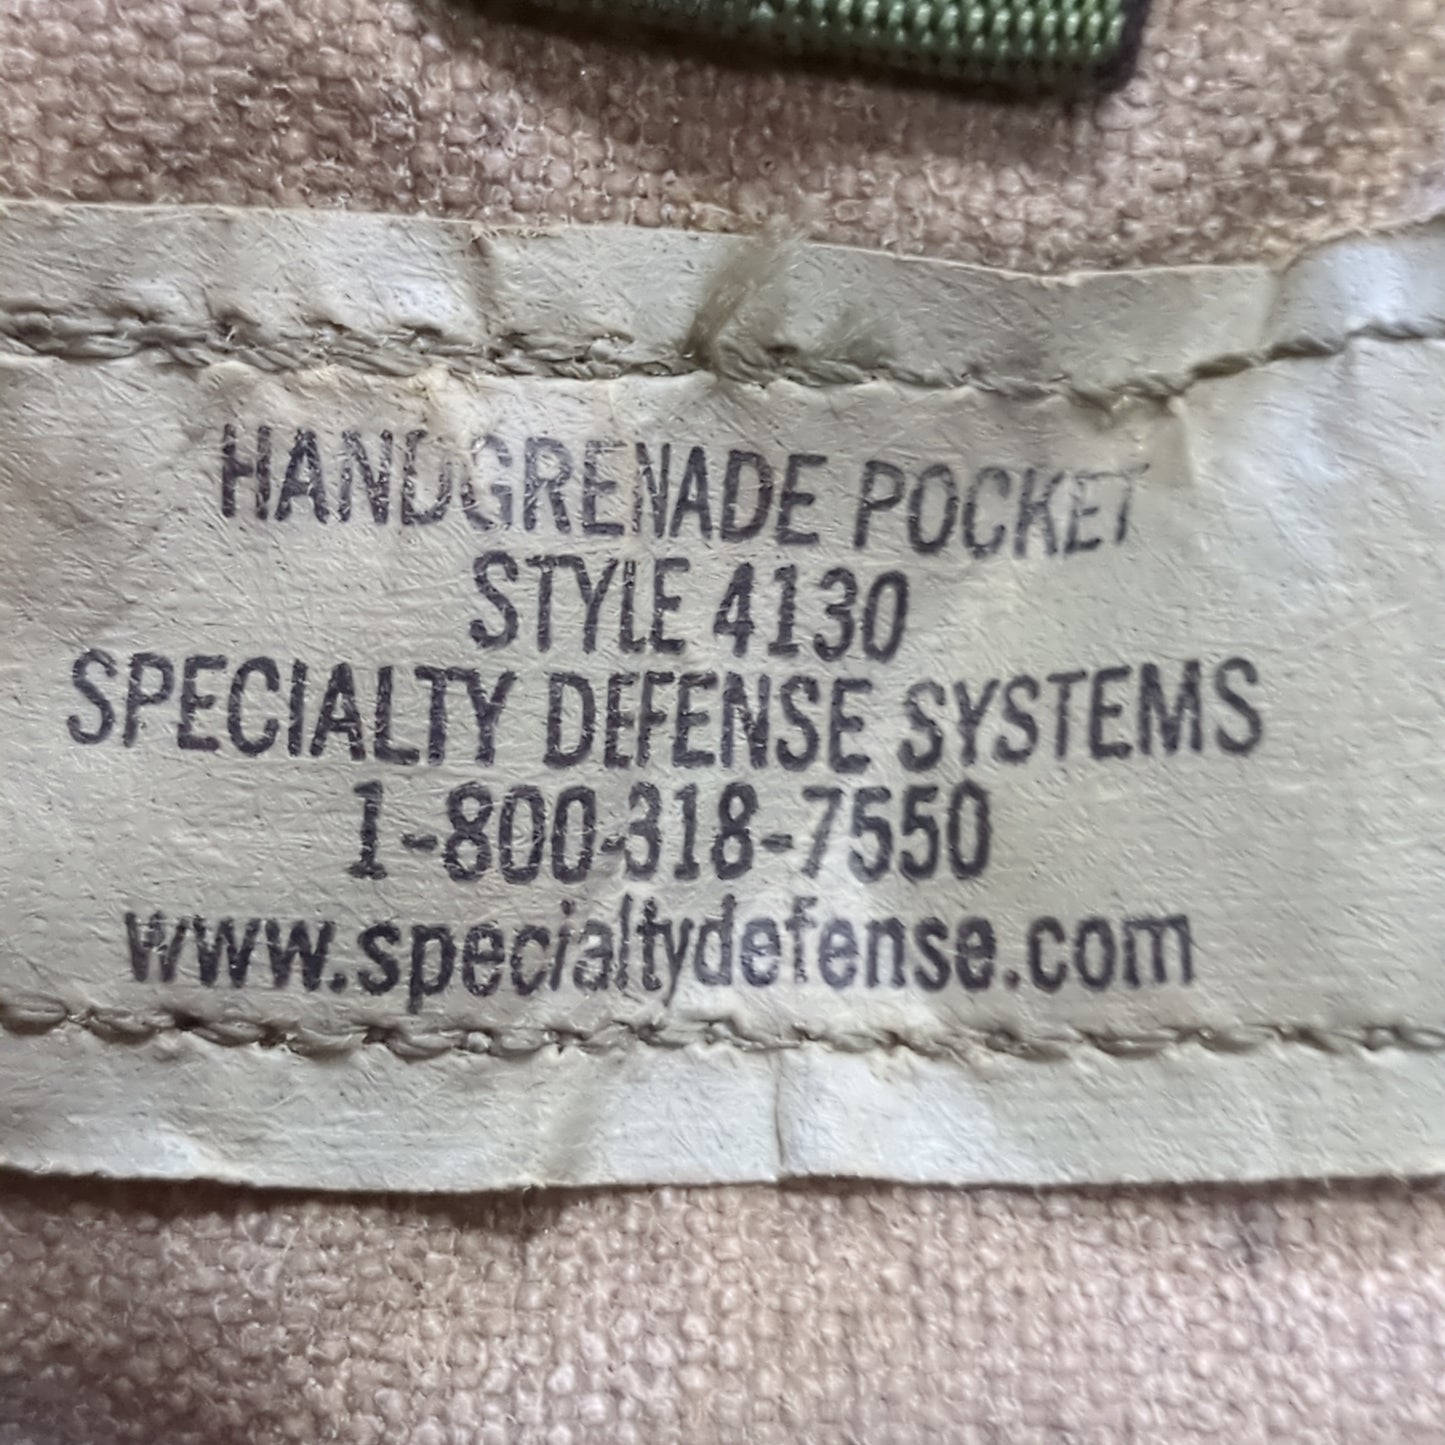 HANDGRENADE POCKET
STYLE 4130
SPECIALTY DEFENSE SYSTEMS
1-800-318-7550
www.specialtydefense.com